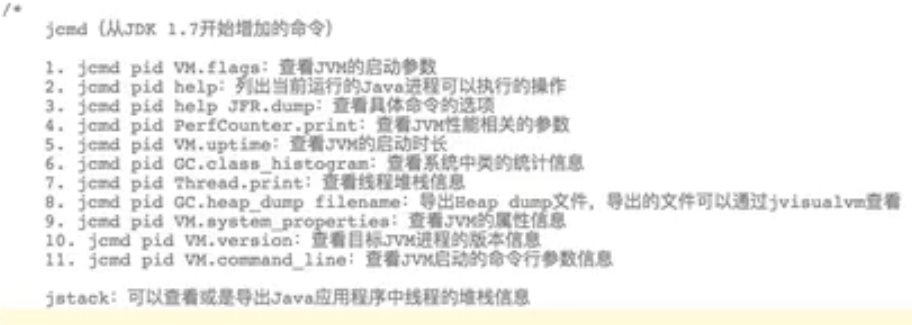 /*
jcmd（从JDK 1.7开始增加的命令）
1. jcmd pid VM.flags：查看JVM的启动参数
2. jcmd pid help：列出当前运行的Java进程可以执行的操作
3. jcmd pid help JFR.dump：查看具体命令的选项
4. jcmd pid PerfCounter.print：查看JVM性能相关的参数
5. jcmd pid VM.uptime：查看JVM的启动时长
6. jcmd pid GC.class_histogram：查看系统中类的统计信息
7. jcmd pid Thread.print：查看线程堆栈信息
8. jcmd pid GC.heap_dump filename：导出Heap dump文件，导出的文件可以通过jvisualvm查看
9. jcmd pid VM.system_properties：查看JVM的属性信息
10. jcmd pid VM.version：查看目标JVM进程的版本信息
11. jcmd pid VM.command_line：查看JVM启动的命令行参数信息
jstack：可以查看或是导出Java应用程序中线程的堆栈信息